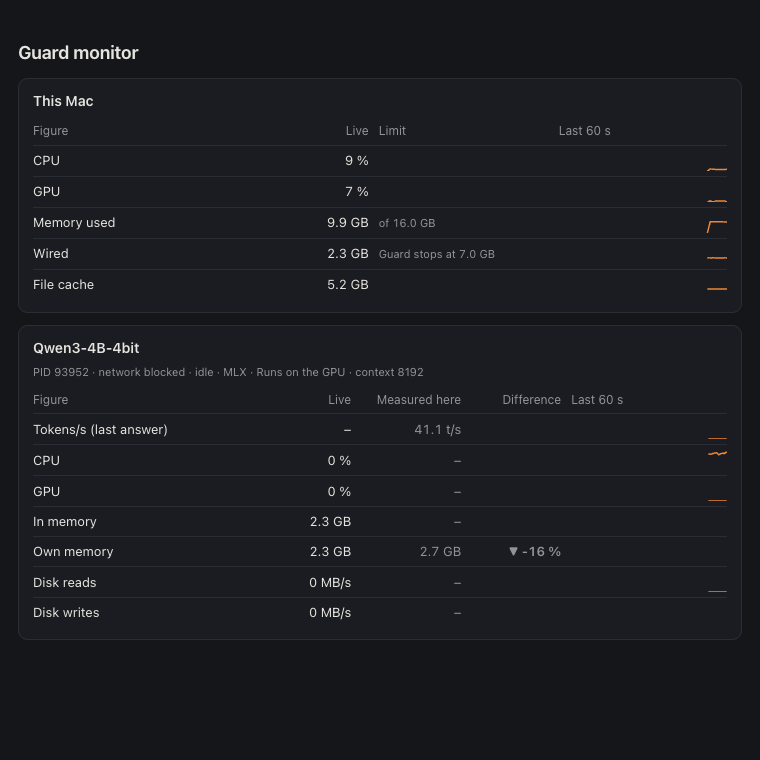 Guard monitor
This Mac
Figure Live Limit Last 60 s
CPU 9 %
GPU 7 %
Memory used 9.9 GB of 16.0 GB
Wired 2.3 GB Guard stops at 7.0 GB
File cache 5.2 GB
Qwen3-4B-4bit
PID 93952 · network blocked · idle · MLX · Runs on the GPU · context 8192
Figure Live Measured here Difference Last 60 s
Tokens/s (last answer) – 41.1 t/s
CPU 0 % –
GPU 0 % –
In memory 2.3 GB –
Own memory 2.3 GB 2.7 GB ▼ -16 %
Disk reads 0 MB/s –
Disk writes 0 MB/s –